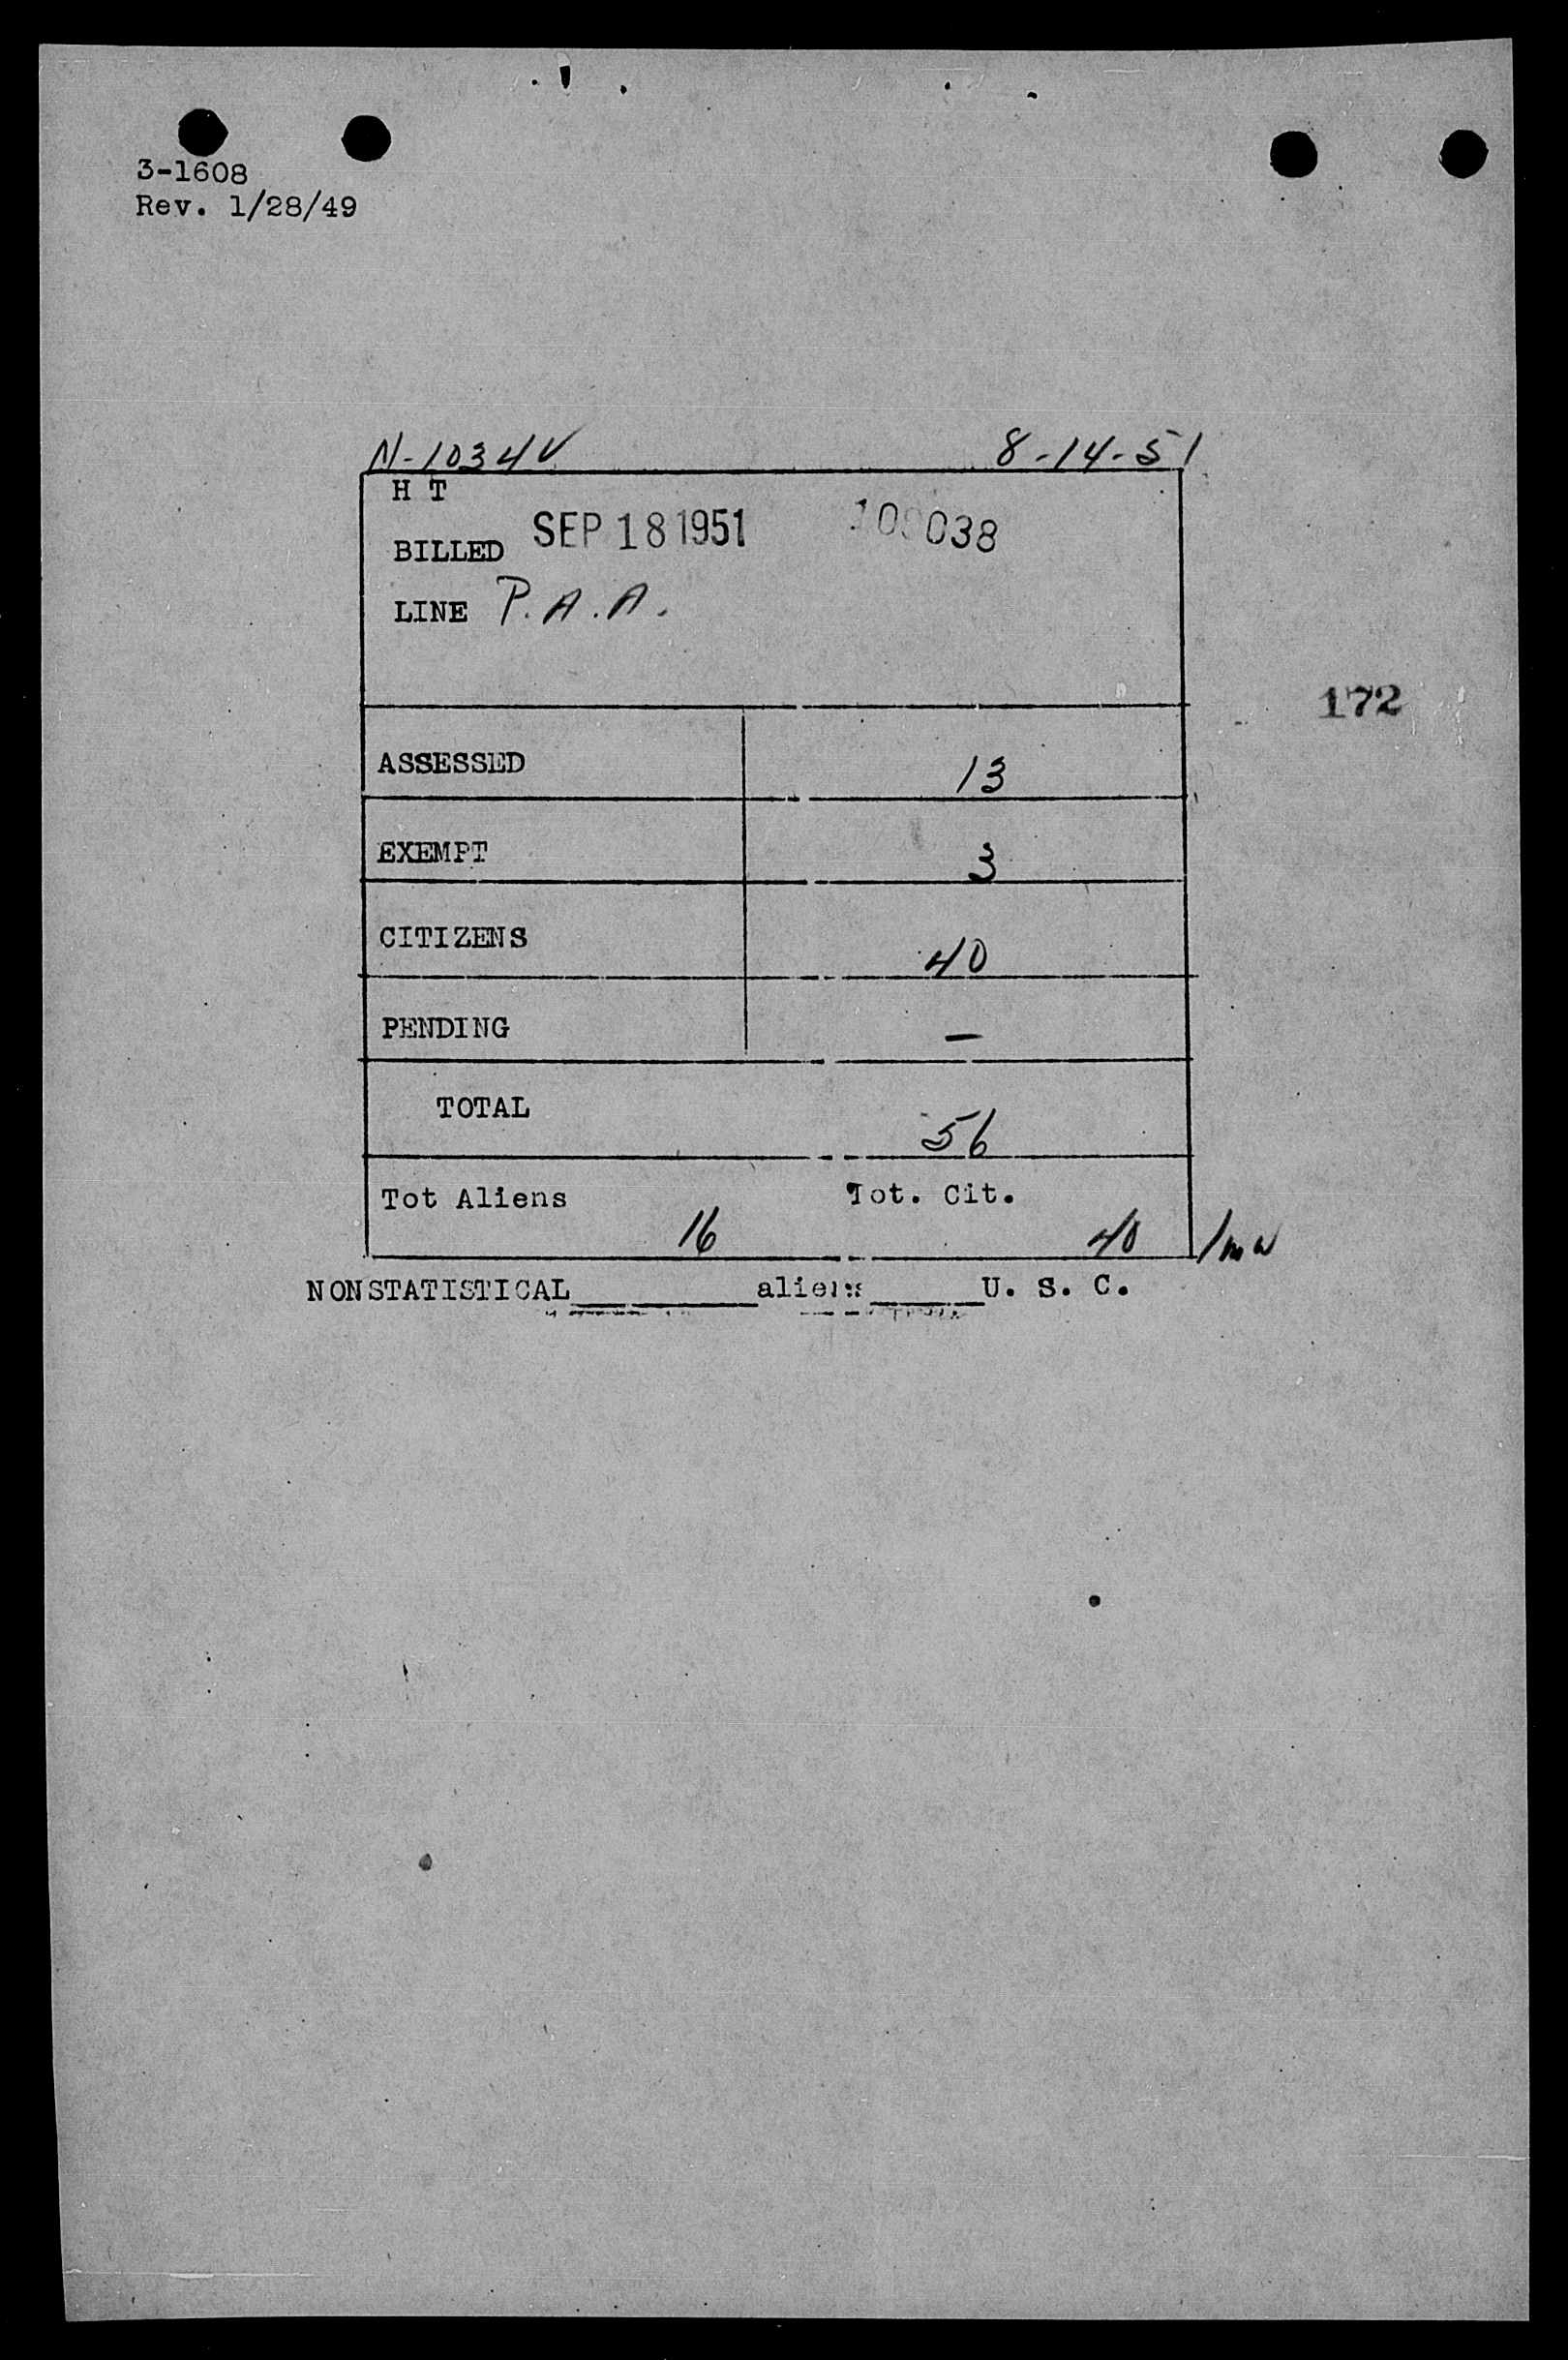 3-1608
Rev. 1/28/49
N-1034V 8-14-51
H T
BILLED SEP 18 1951
LINE P.A.A.
172
ASSESSED 13
EXEMPT 3
CITIZENS 40
PENDING —
TOTAL 56
Tot Aliens Tot. Cit.
16 40
NONSTATISTICAL aliens U. S. C.